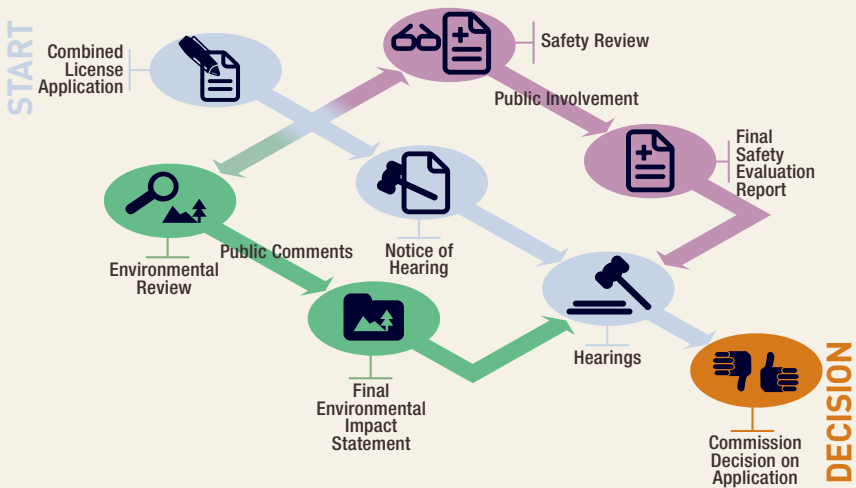 START
Combined
License
Application
Safety Review
Public Involvement
Final
Safety
Evaluation
Report
Environmental
Review
Public Comments
Notice of
Hearing
Final
Environmental
Impact
Statement
Hearings
Commission
Decision on
Application
DECISION